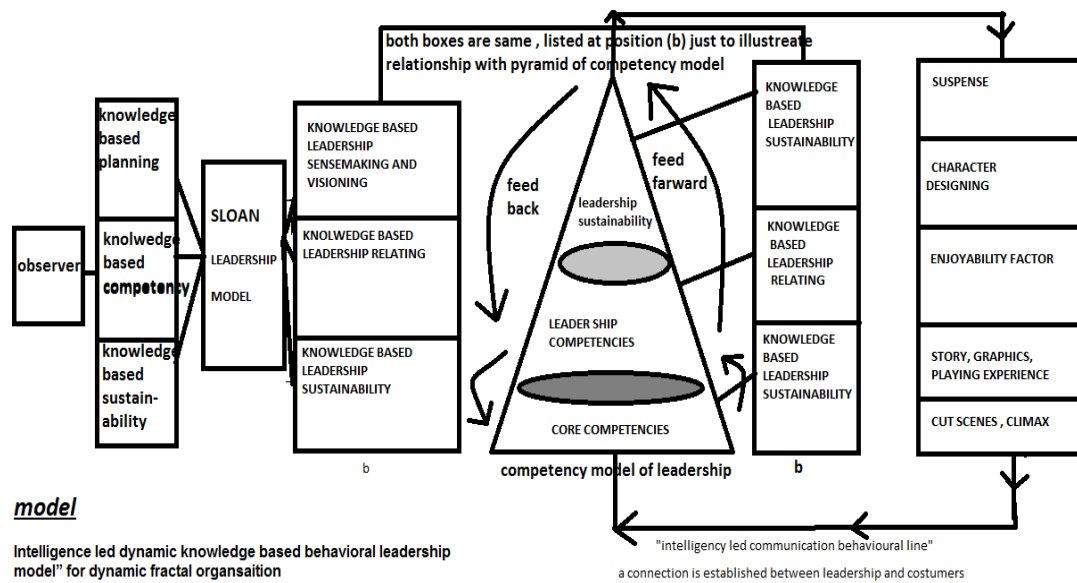 both boxes are same , listed at position (b) just to illustreate
relationship with pyramid of competency model
observer
knowledge
based
planning
knolwedge
based
competency
knowledge
based
sustain-
ability
SLOAN
LEADERSHIP
MODEL
KNOWLEDGE BASED
LEADERSHIP
SENSEMAKING AND
VISIONING
KNOLWEDGE BASED
LEADERSHIP RELATING
KNOWLEDGE BASED
LEADERSHIP
SUSTAINABILITY
b
feed
back
feed
farward
leadership
sustainability
LEADER SHIP
COMPETENCIES
CORE COMPETENCIES
competency model of leadership
KNOWLEDGE
BASED
LEADERSHIP
SUSTAINABILITY
KNOWLEDGE
BASED
LEADERSHIP
RELATING
KNOWLEDGE
BASED
LEADERSHIP
SUSTAINABILITY
b
SUSPENSE
CHARACTER
DESIGNING
ENJOYABILITY FACTOR
STORY, GRAPHICS,
PLAYING EXPERIENCE
CUT SCENES , CLIMAX
"intelligency led communication behavioural line"
a connection is established between leadership and costumers
model
Intelligence led dynamic knowledge based behavioral leadership
model” for dynamic fractal organsaition